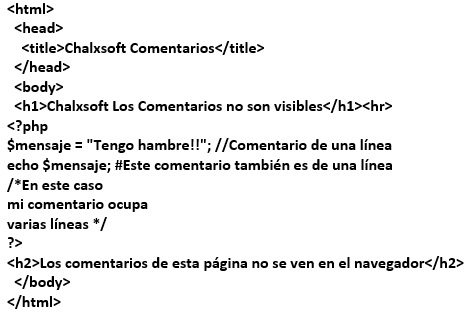 <html>
<head>
<title>Chalxsoft Comentarios</title>
</head>
<body>
<h1>Chalxsoft Los Comentarios no son visibles</h1><hr>
<?php
$mensaje = "Tengo hambre!!"; //Comentario de una línea
echo $mensaje; #Este comentario también es de una línea
/*En este caso
mi comentario ocupa
varias líneas */
?>
<h2>Los comentarios de esta página no se ven en el navegador</h2>
</body>
</html>